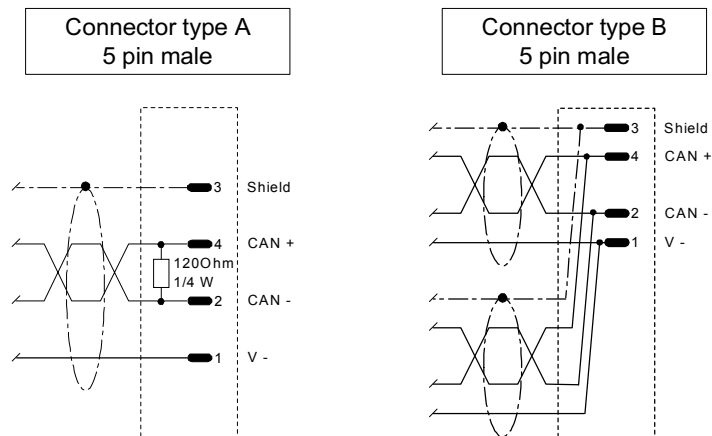 Connector type A
5 pin male
Connector type B
5 pin male
3 Shield
4 CAN +
120Ohm
1/4 W
2 CAN -
1 V -
3 Shield
4 CAN +
2 CAN -
1 V -